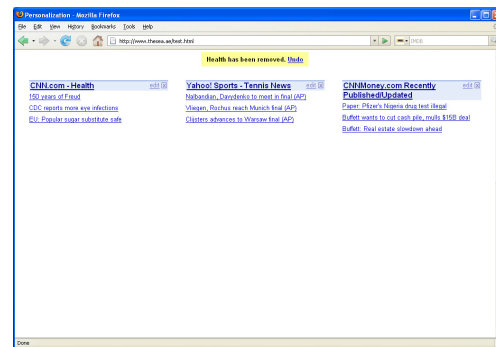 Personalization - Mozilla Firefox
File Edit View History Bookmarks Tools Help
http://www.thesea.ae/test.html
IMDB
Health has been removed. Undo
CNN.com - Health edit
150 years of Freud
CDC reports more eye infections
EU: Popular sugar substitute safe
Yahoo! Sports - Tennis News edit
Nalbandian, Davydenko to meet in final (AP)
Vliegen, Rochus reach Munich final (AP)
Clijsters advances to Warsaw final (AP)
CNNMoney.com Recently edit
Published/Updated
Paper: Pfizer's Nigeria drug test illegal
Buffett wants to cut cash pile, mulls $15B deal
Buffett: Real estate slowdown ahead
Done